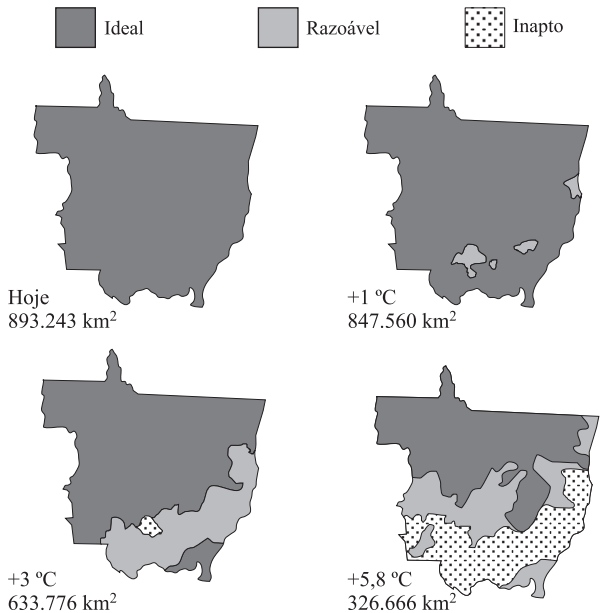 Ideal
Razoável
Inapto
Hoje
893.243 km²
+1 ºC
847.560 km²
+3 ºC
633.776 km²
+5,8 ºC
326.666 km²